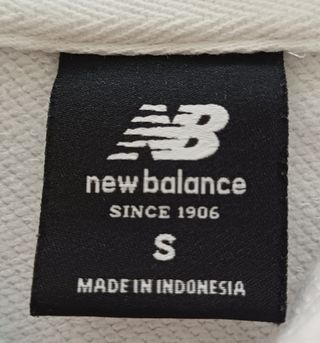 NB
new balance
SINCE 1906
S
MADE IN INDONESIA